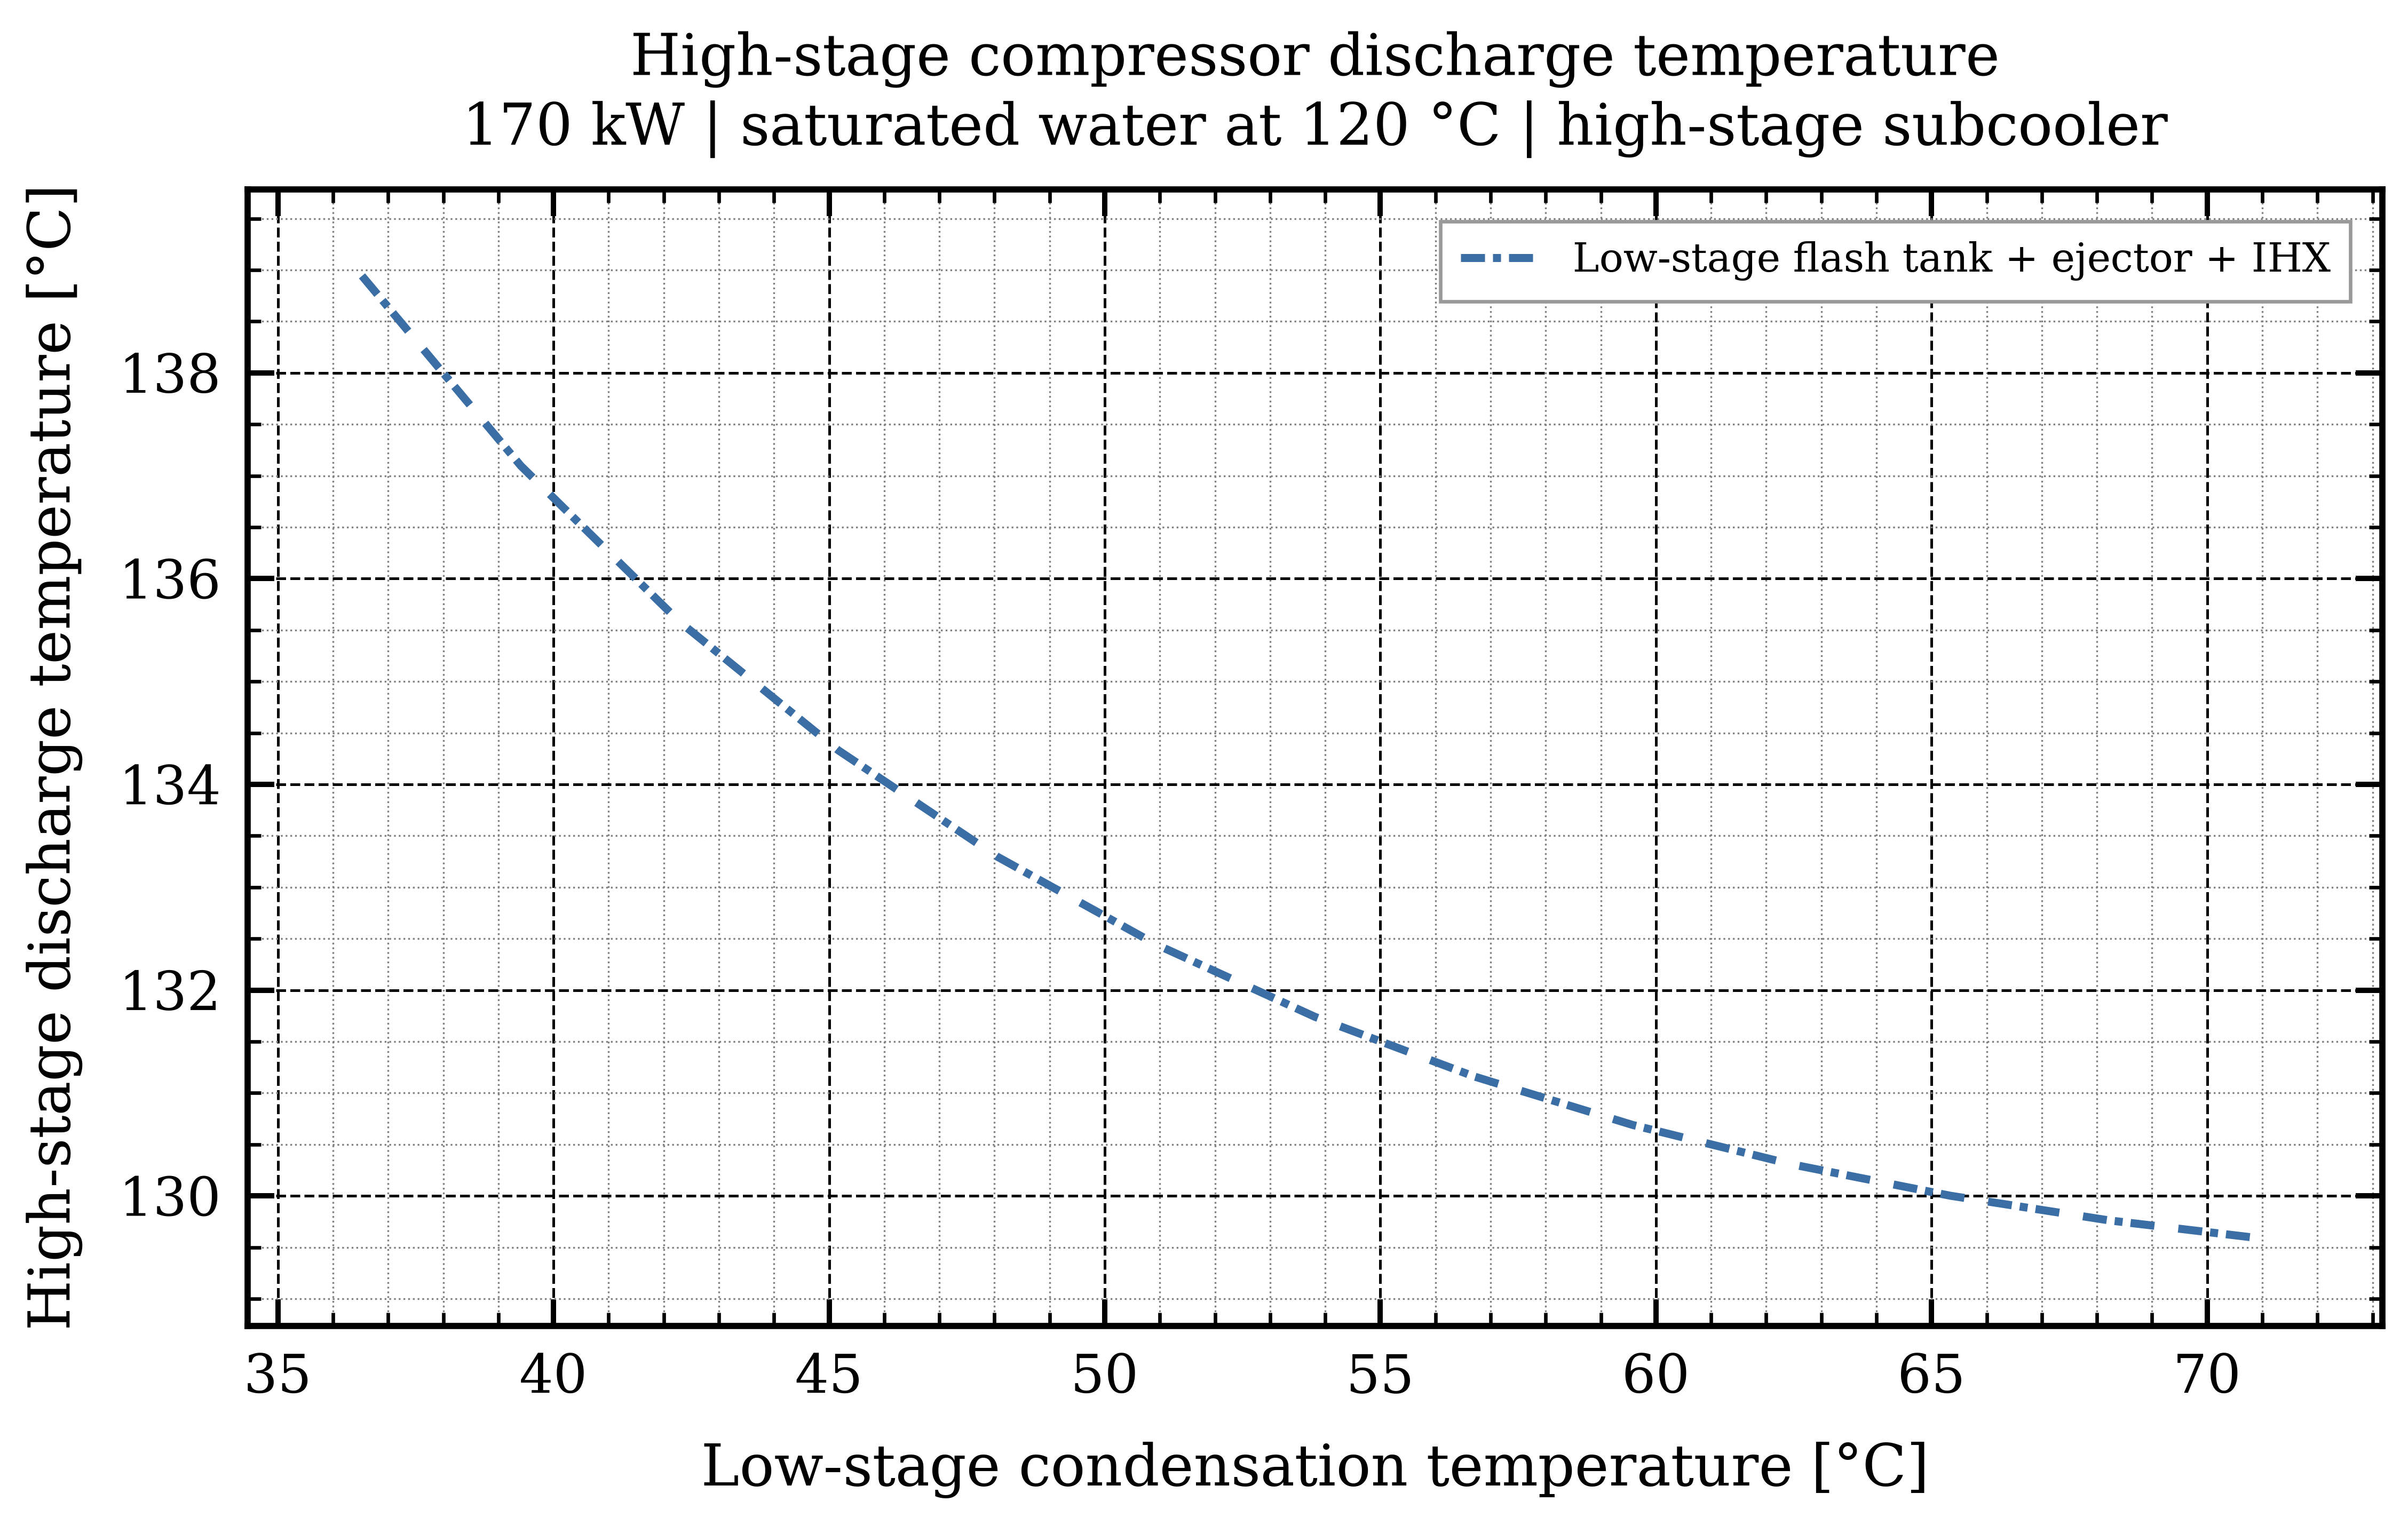 High-stage compressor discharge temperature
170 kW | saturated water at 120 °C | high-stage subcooler
High-stage discharge temperature [°C]
Low-stage flash tank + ejector + IHX
138
136
134
132
130
35 40 45 50 55 60 65 70
Low-stage condensation temperature [°C]